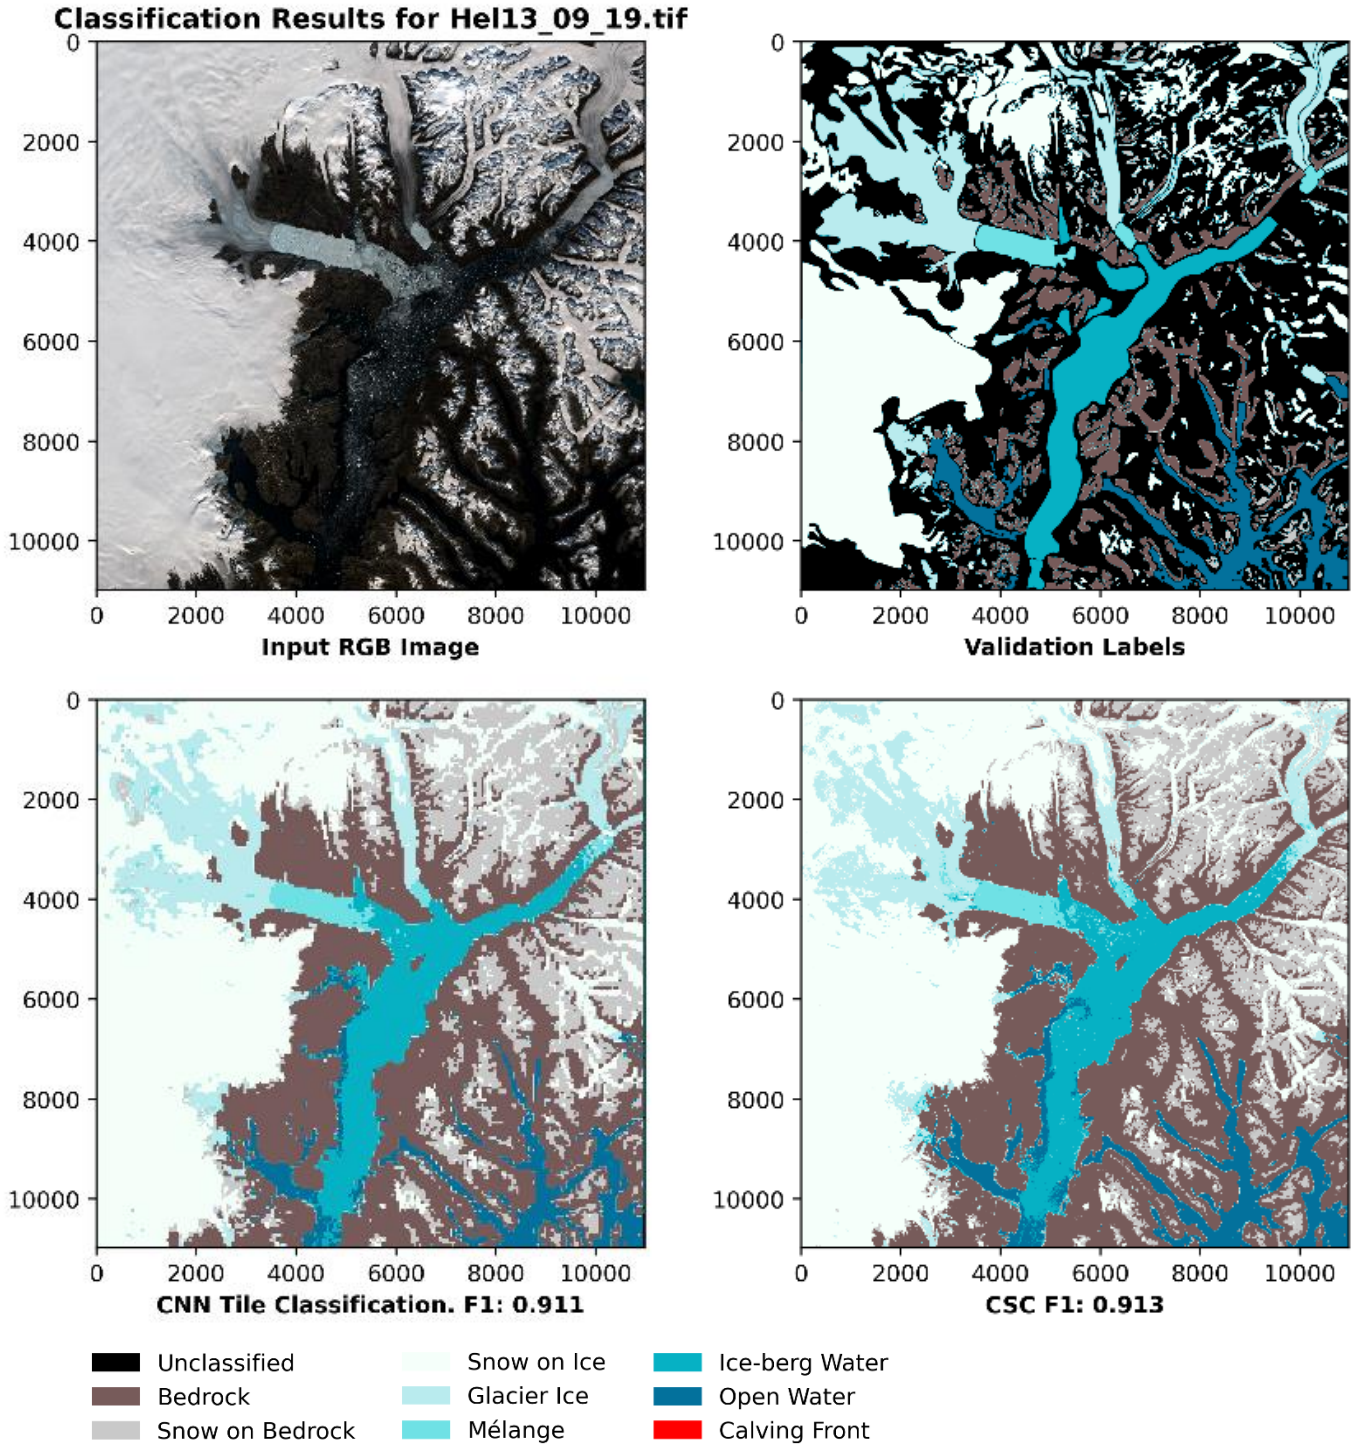 Classification Results for Hel13_09_19.tif
0
2000
4000
6000
8000
10000
0 2000 4000 6000 8000 10000
Input RGB Image
0
2000
4000
6000
8000
10000
0 2000 4000 6000 8000 10000
Validation Labels
0
2000
4000
6000
8000
10000
0 2000 4000 6000 8000 10000
CNN Tile Classification. F1: 0.911
0
2000
4000
6000
8000
10000
0 2000 4000 6000 8000 10000
CSC F1: 0.913
Unclassified
Bedrock
Snow on Bedrock
Snow on Ice
Glacier Ice
Mélange
Ice-berg Water
Open Water
Calving Front